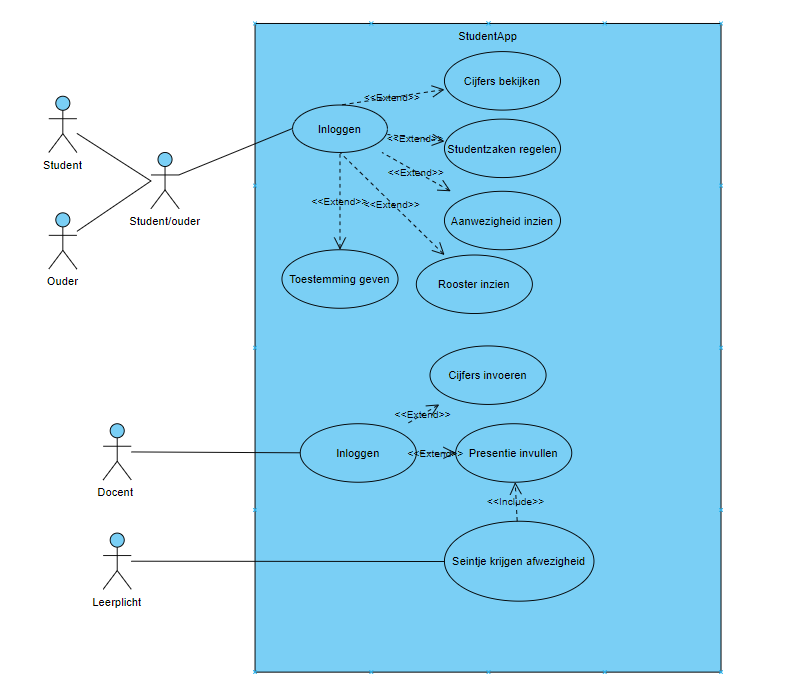 StudentApp
Cijfers bekijken
<<Extend>>
Inloggen
<<Extend>>
Studentzaken regelen
Student
<<Extend>>
<<Extend>>
<<Extend>>
Student/ouder
Aanwezigheid inzien
Ouder
Toestemming geven
Rooster inzien
Cijfers invoeren
<<Extend>>
Inloggen
<<Extend>>
Presentie invullen
Docent
<<Include>>
Seintje krijgen afwezigheid
Leerplicht